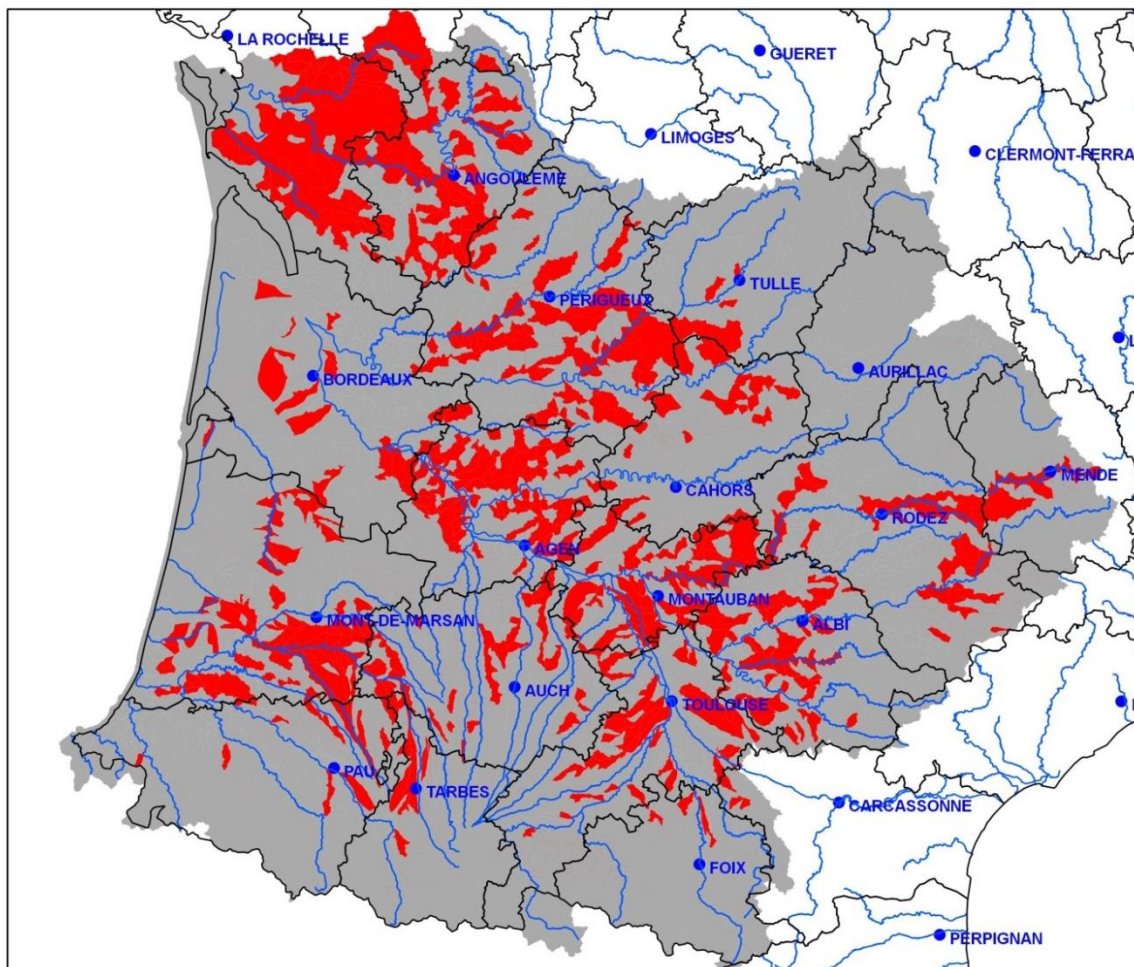 LA ROCHELLE
GUERET
LIMOGES
CLERMONT-FERRA
ANGOULEME
TULLE
PERIGUEUX
L
AURILLAC
BORDEAUX
MENDE
CAHORS
RODEZ
AGEN
MONTAUBAN
MONT-DE-MARSAN
ALBI
AUCH
TOULOUSE
PAU
TARBES
CARCASSONNE
FOIX
PERPIGNAN